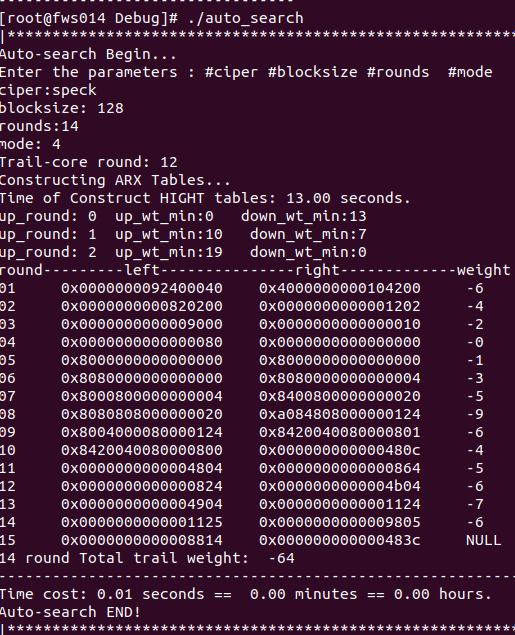 -----------------------------------
[root@fws014 Debug]# ./auto_search
|***************************************************************
Auto-search Begin...
Enter the parameters : #ciper #blocksize #rounds  #mode
ciper:speck
blocksize: 128
rounds:14
mode: 4
Trail-core round: 12
Constructing ARX Tables...
Time of Construct HIGHT tables: 13.00 seconds.
up_round: 0  up_wt_min:0   down_wt_min:13
up_round: 1  up_wt_min:10   down_wt_min:7
up_round: 2  up_wt_min:19   down_wt_min:0
round---------left---------------right-------------weight
01     0x0000000092400040    0x4000000000104200     -6
02     0x0000000000820200    0x0000000000001202     -4
03     0x0000000000009000    0x0000000000000010     -2
04     0x0000000000000080    0x0000000000000000     -0
05     0x8000000000000000    0x8000000000000000     -1
06     0x8080000000000000    0x8080000000000004     -3
07     0x8000800000000004    0x8400800000000020     -5
08     0x8080808000000020    0xa084808000000124     -9
09     0x8004000080000124    0x8420040080000801     -6
10     0x8420040080000800    0x000000000000480c     -4
11     0x0000000000004804    0x0000000000000864     -5
12     0x0000000000000824    0x0000000000004b04     -6
13     0x0000000000004904    0x0000000000001124     -7
14     0x0000000000001125    0x0000000000009805     -6
15     0x0000000000008814    0x000000000000483c     NULL
14 round Total trail weight:  -64
---------------------------------------------------------------
Time cost: 0.01 seconds ==  0.00 minutes == 0.00 hours.
Auto-search END!
|***************************************************************